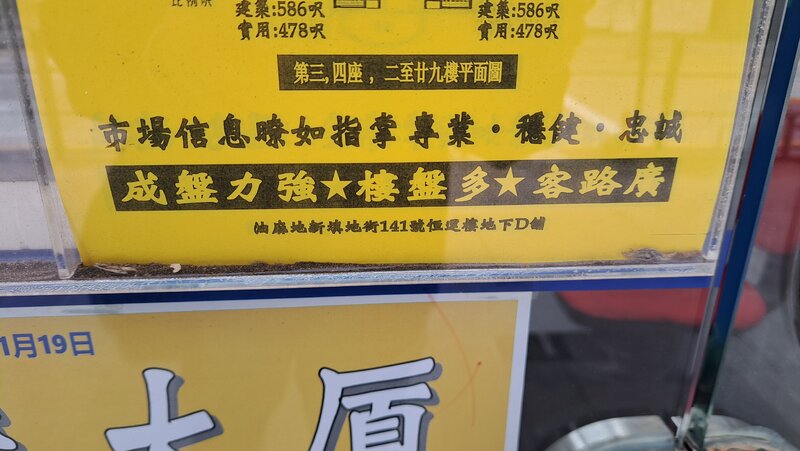 建築:586呎
實用:478呎
建築:586呎
實用:478呎
第三,四座，二至廿九樓平面圖
市場信息瞭如指掌專業・穩健・忠誠
成盤力強★樓盤多★客路廣
油麻地新填地街141號恒運樓地下D舖
1月19日
大厦